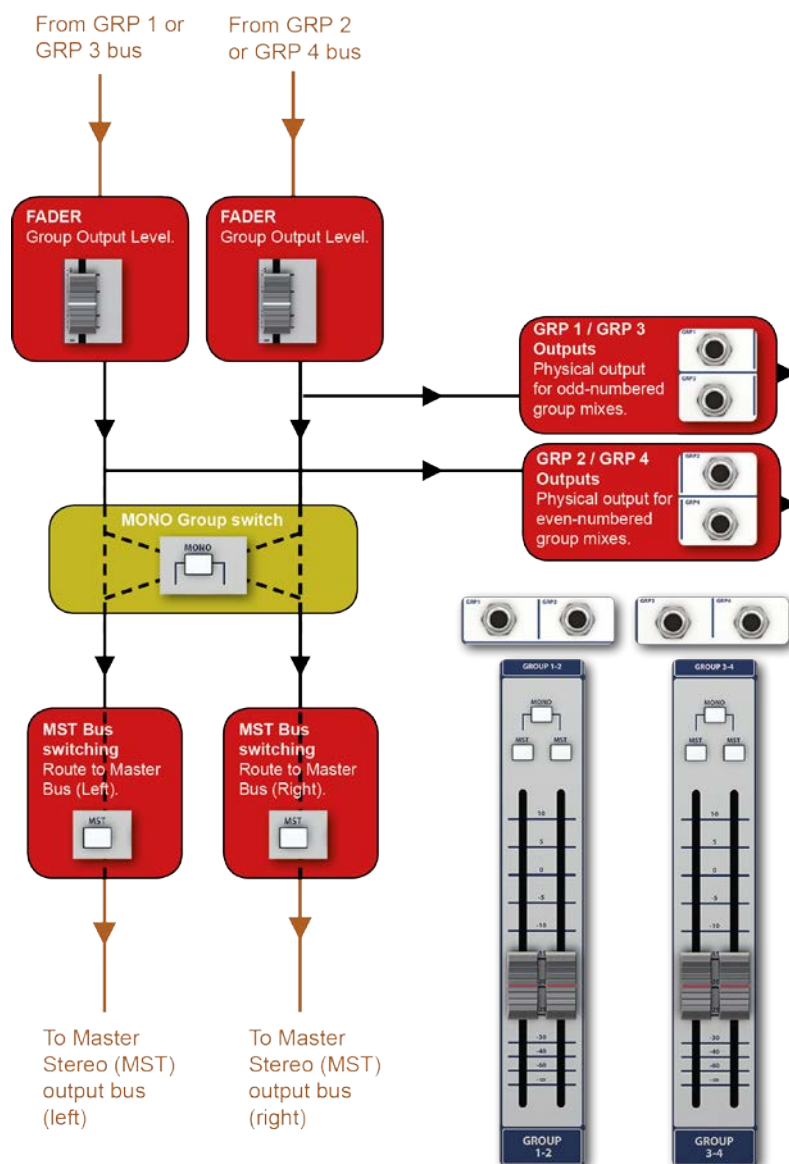 From GRP 1 or
GRP 3 bus
From GRP 2
or GRP 4 bus
FADER
Group Output Level.
FADER
Group Output Level.
GRP 1 / GRP 3
Outputs
Physical output
for odd-numbered
group mixes.
GRP1
GRP3
GRP 2 / GRP 4
Outputs
Physical output for
even-numbered
group mixes.
GRP2
GRP4
MONO Group switch
MONO
MST Bus
switching
Route to Master
Bus (Left).
MST
MST Bus
switching
Route to Master
Bus (Right).
MST
To Master
Stereo (MST)
output bus
(left)
To Master
Stereo (MST)
output bus
(right)
GRP1
GRP2
GRP3
GRP4
GROUP 1-2
MONO
MST
MST
10
5
0
-5
-10
-30
-40
-60
-∞
GROUP
1-2
GROUP 3-4
MONO
MST
MST
10
5
0
-5
-10
-30
-40
-60
-∞
GROUP
3-4